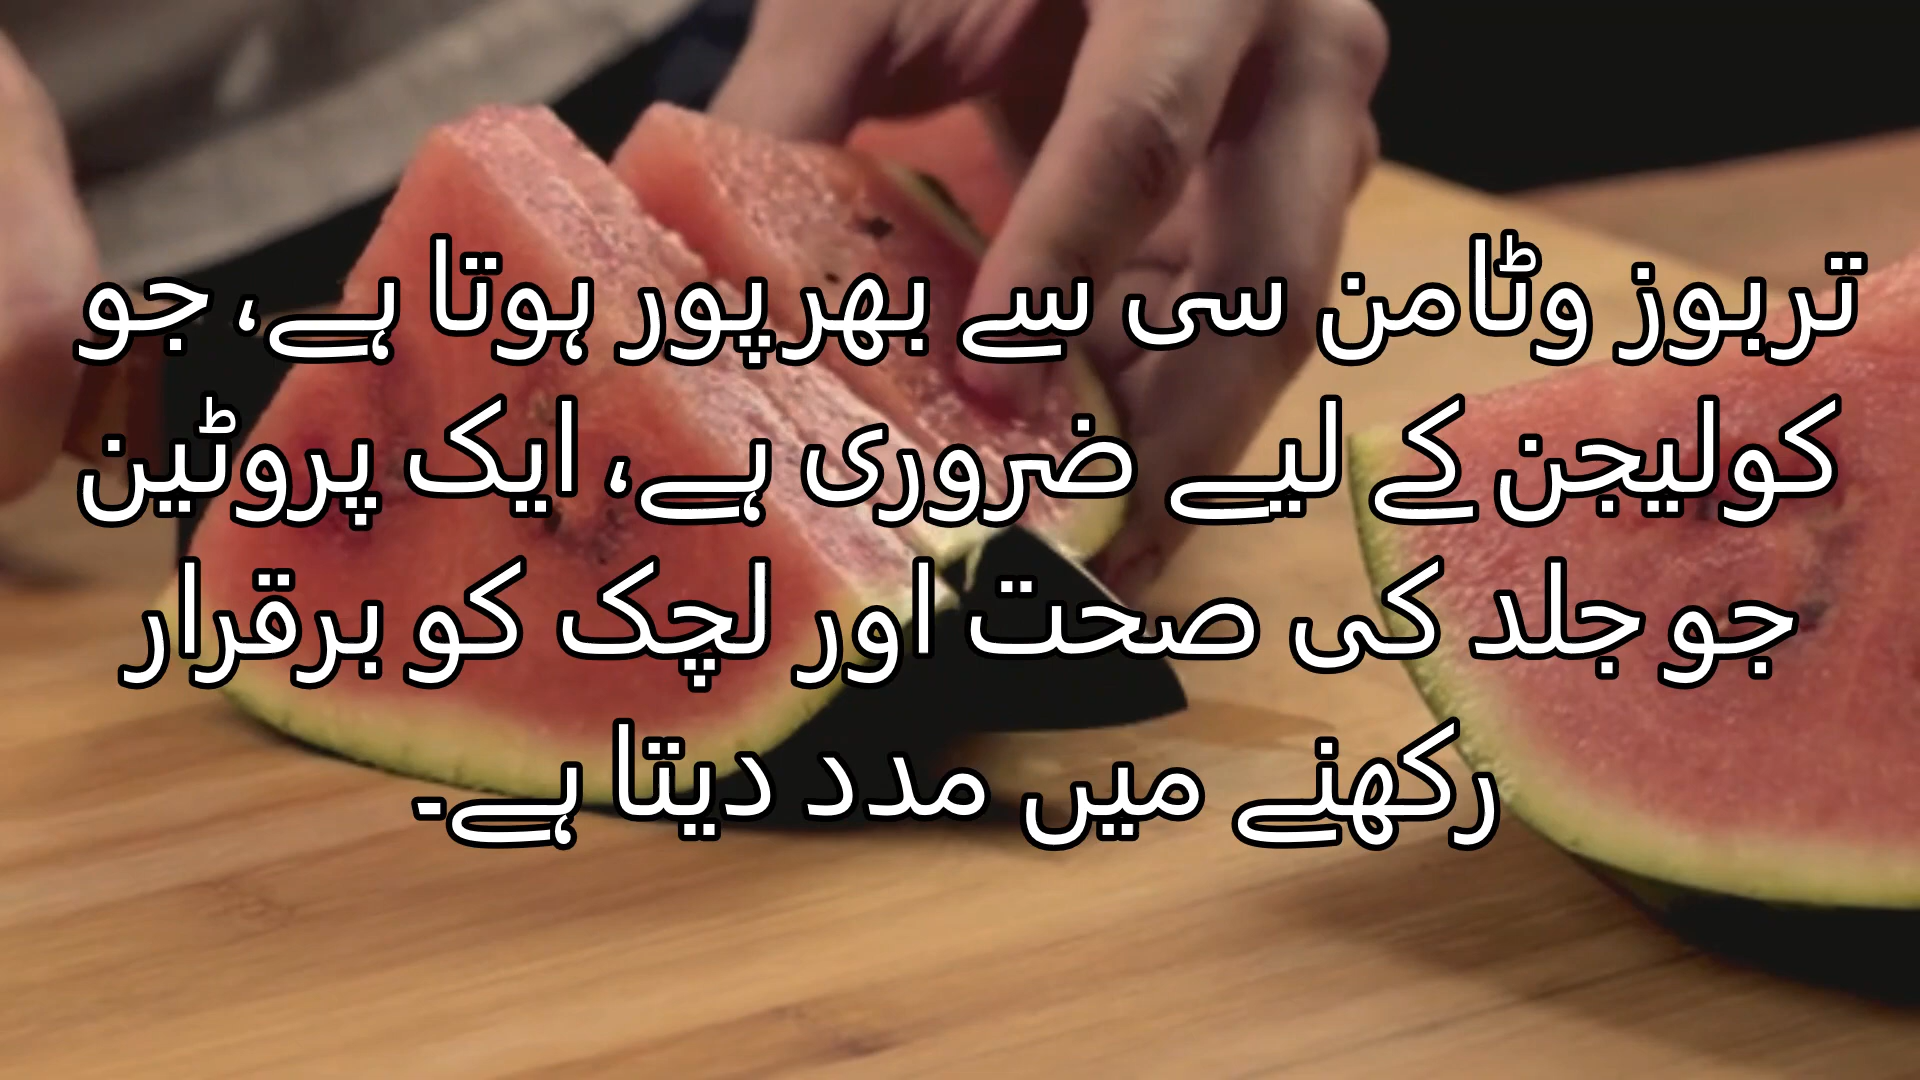 تربوز وٹامن سی سے بھرپور ہوتا ہے، جو
کولیجن کے لیے ضروری ہے، ایک پروٹین
جو جلد کی صحت اور لچک کو برقرار
رکھنے میں مدد دیتا ہے۔